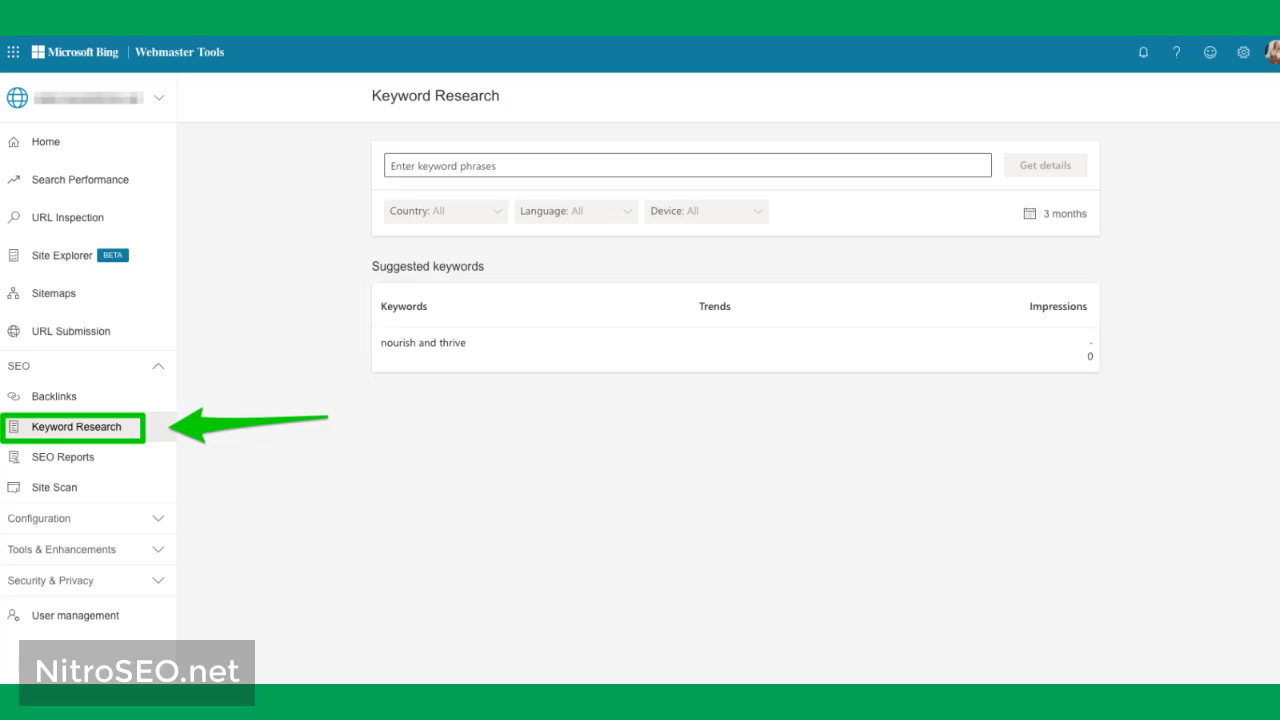 Microsoft Bing | Webmaster Tools
Keyword Research
Home
Search Performance
URL Inspection
Site Explorer BETA
Sitemaps
URL Submission
SEO
Backlinks
Keyword Research
SEO Reports
Site Scan
Configuration
Tools & Enhancements
Security & Privacy
User management
Enter keyword phrases Get details
Country: All Language: All Device: All 3 months
Suggested keywords
Keywords Trends Impressions
nourish and thrive -
0
NitroSEO.net